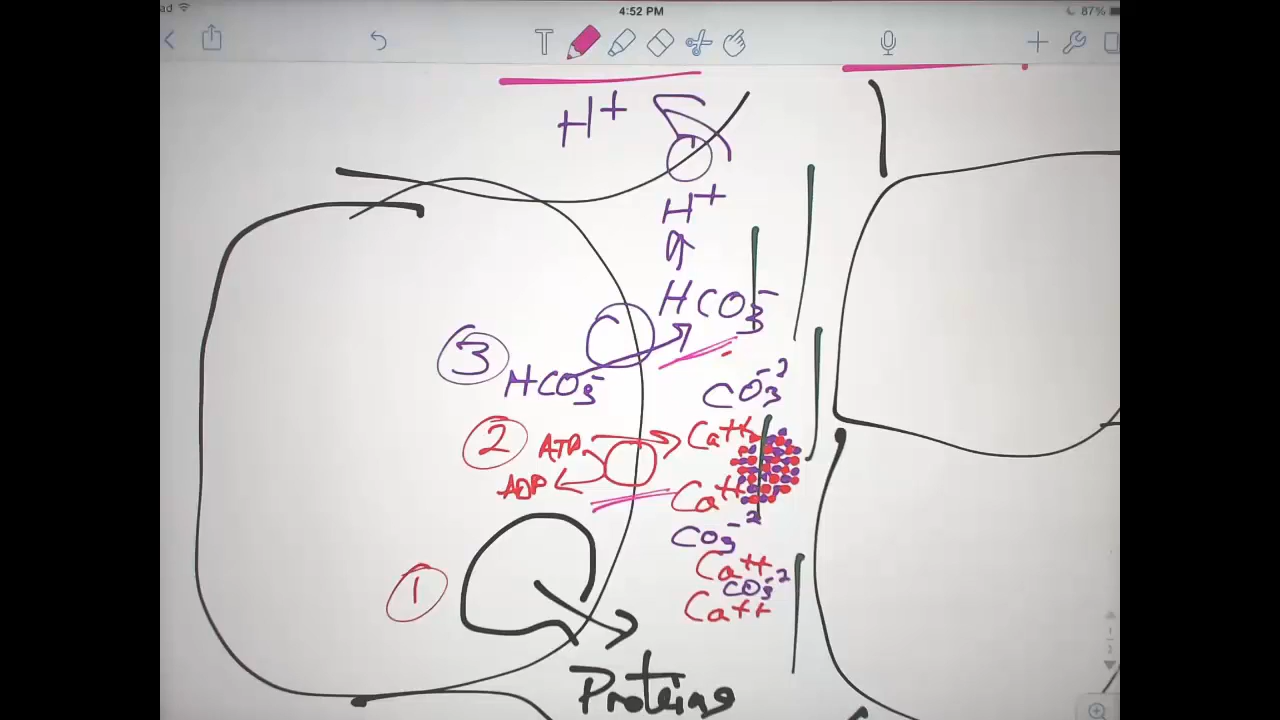 ad
4:52 PM
87%
T
H+
H+
HCO3-
3
HCO3-
CO3-2
2
ATP
Ca++
ADP
Ca++
CO3-2
Ca++
CO3-2
1
Ca++
Proteins